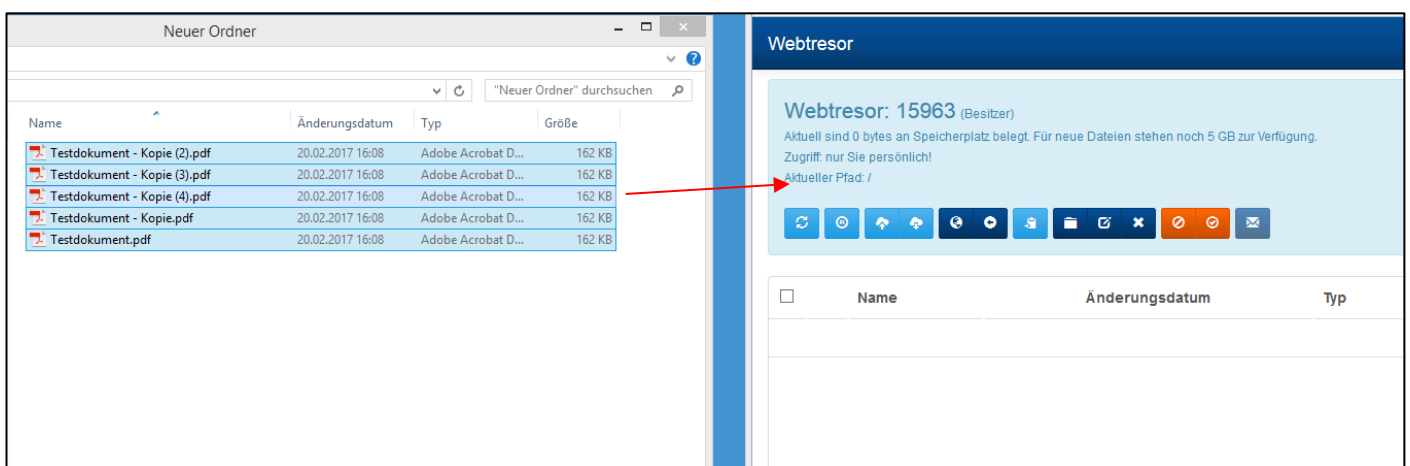 Neuer Ordner
"Neuer Ordner" durchsuchen
Name Änderungsdatum Typ Größe
Testdokument - Kopie (2).pdf 20.02.2017 16:08 Adobe Acrobat D... 162 KB
Testdokument - Kopie (3).pdf 20.02.2017 16:08 Adobe Acrobat D... 162 KB
Testdokument - Kopie (4).pdf 20.02.2017 16:08 Adobe Acrobat D... 162 KB
Testdokument - Kopie.pdf 20.02.2017 16:08 Adobe Acrobat D... 162 KB
Testdokument.pdf 20.02.2017 16:08 Adobe Acrobat D... 162 KB
Webtresor
Webtresor: 15963 (Besitzer)
Aktuell sind 0 bytes an Speicherplatz belegt. Für neue Dateien stehen noch 5 GB zur Verfügung.
Zugriff: nur Sie persönlich!
Aktueller Pfad: /
Name Änderungsdatum Typ